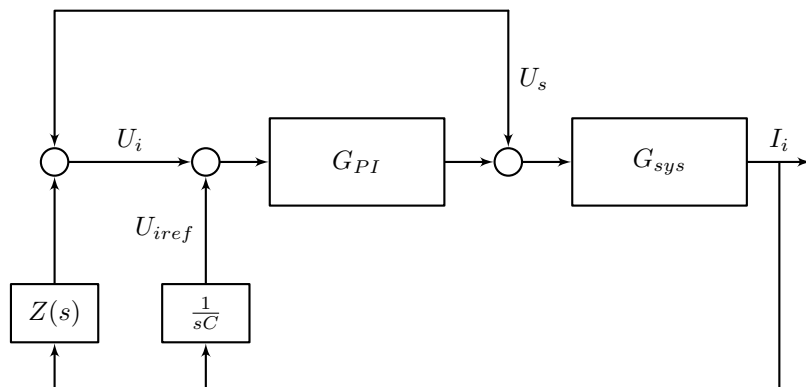 U_s
U_i
G_{PI}
G_{sys}
I_i
U_{iref}
Z(s)
\frac{1}{sC}